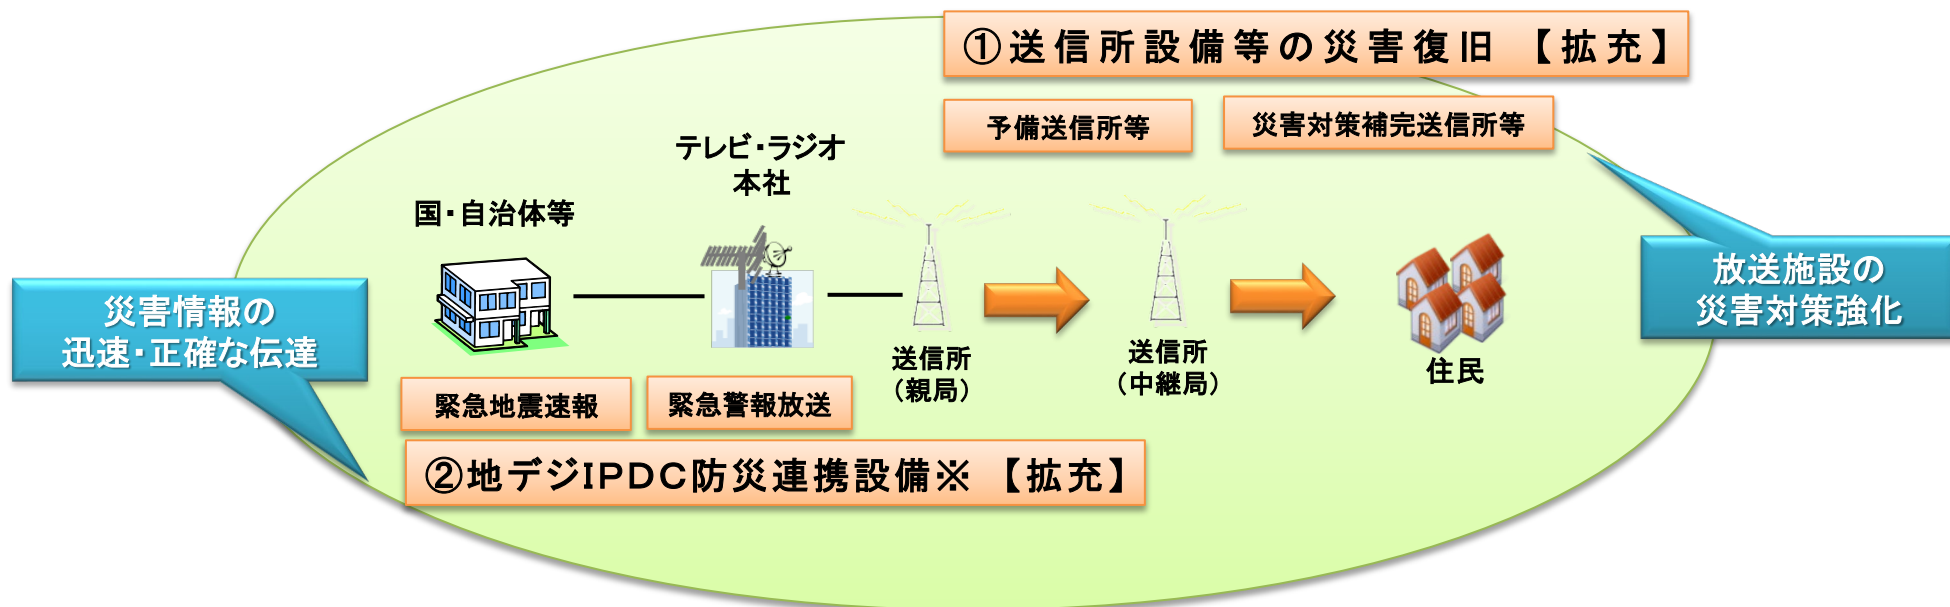 ①送信所設備等の災害復旧 【拡充】
予備送信所等
災害対策補完送信所等
テレビ・ラジオ
本社
国・自治体等
放送施設の
災害対策強化
災害情報の
迅速・正確な伝達
送信所
（親局）
送信所
（中継局）
住民
緊急地震速報
緊急警報放送
②地デジIPDC防災連携設備※ 【拡充】